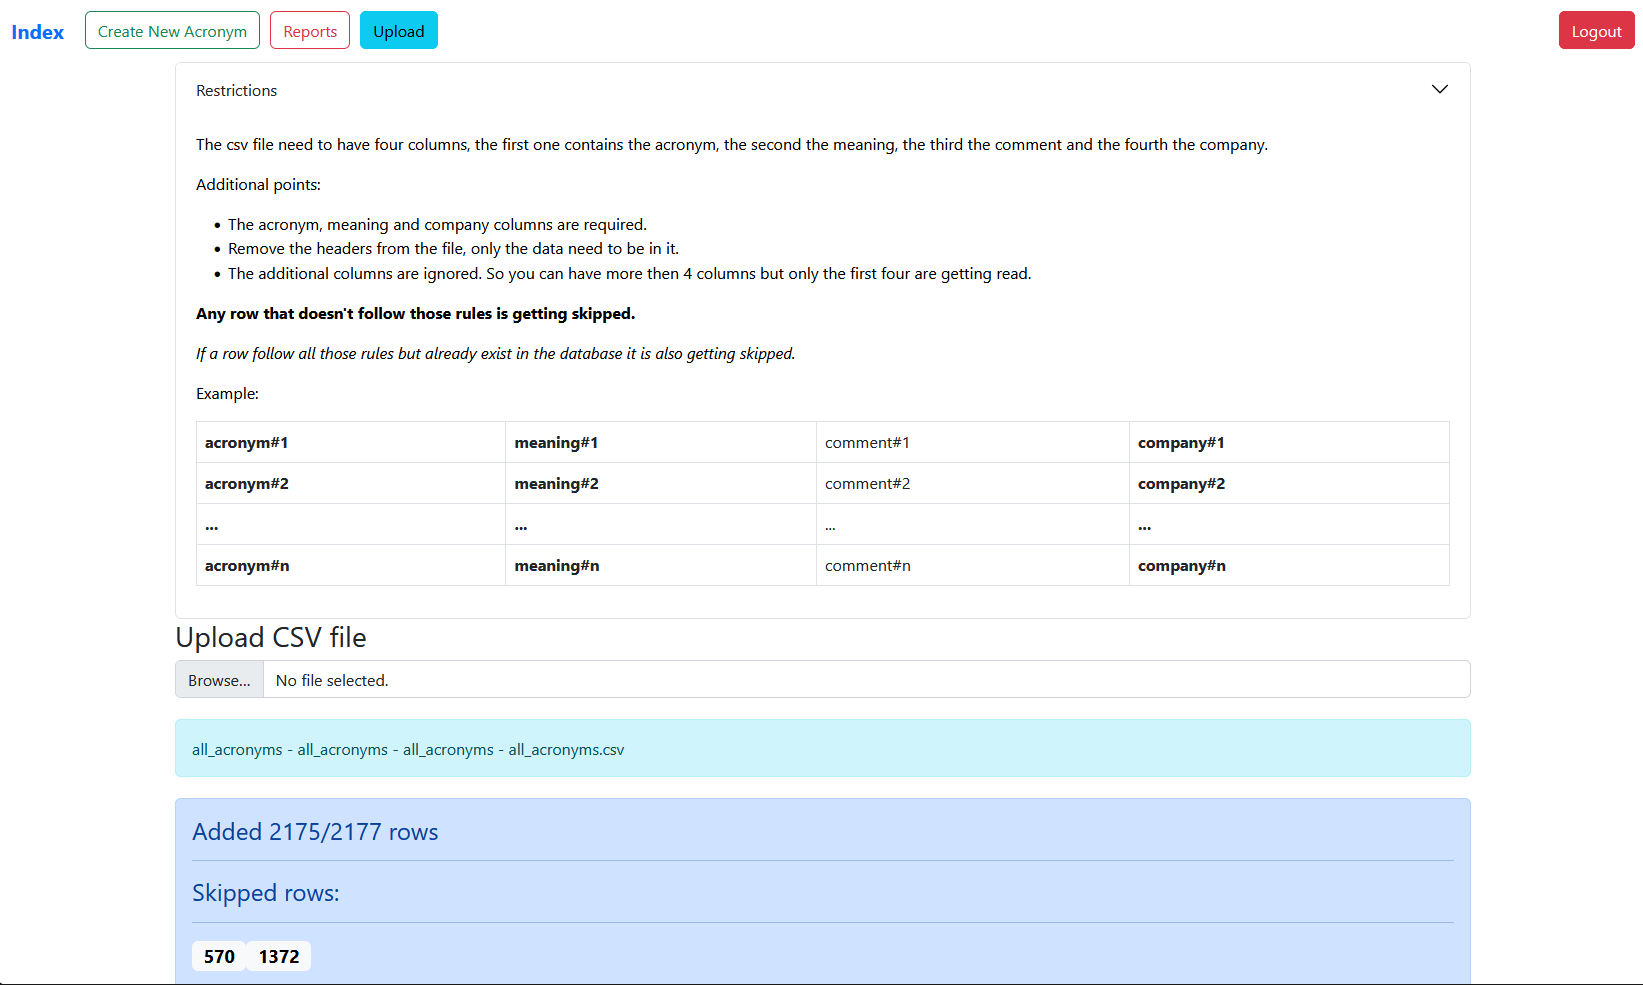 Index Create New Acronym Reports Upload Logout
Restrictions
The csv file need to have four columns, the first one contains the acronym, the second the meaning, the third the comment and the fourth the company.
Additional points:
• The acronym, meaning and company columns are required.
• Remove the headers from the file, only the data need to be in it.
• The additional columns are ignored. So you can have more then 4 columns but only the first four are getting read.
Any row that doesn't follow those rules is getting skipped.
If a row follow all those rules but already exist in the database it is also getting skipped.
Example:
acronym#1 meaning#1 comment#1 company#1
acronym#2 meaning#2 comment#2 company#2
... ... ... ...
acronym#n meaning#n comment#n company#n
Upload CSV file
Browse... No file selected.
all_acronyms - all_acronyms - all_acronyms - all_acronyms.csv
Added 2175/2177 rows
Skipped rows:
570 1372